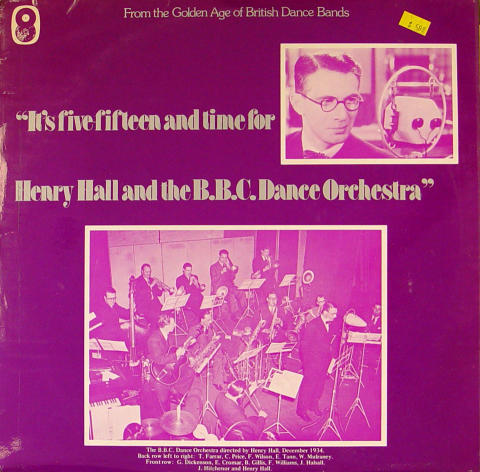 From the Golden Age of British Dance Bands
"It's five-fifteen and time for
Henry Hall and the B.B.C. Dance Orchestra"
The B.B.C. Dance Orchestra directed by Henry Hall, December 1934.
Back row left to right: T. Farrar, C. Price, F. Wilson, E. Tann, W. Mulraney.
Front row: G. Dickenson, E. Cromar, B. Gillis, F. Williams, J. Halsall.
J. Hitchenor and Henry Hall.